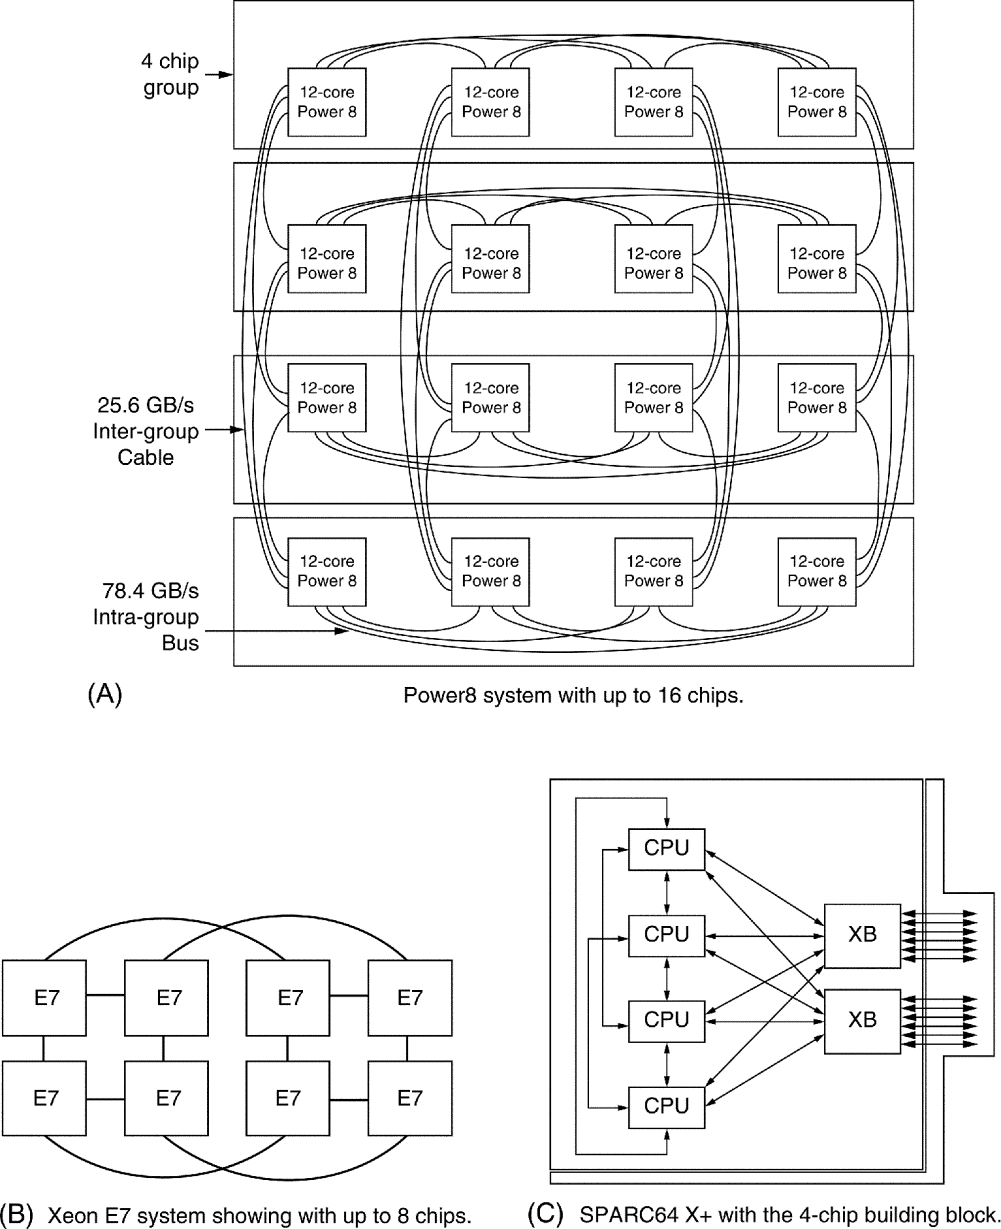 4 chip
group
12-core
Power 8
12-core
Power 8
12-core
Power 8
12-core
Power 8
12-core
Power 8
12-core
Power 8
12-core
Power 8
12-core
Power 8
25.6 GB/s
Inter-group
Cable
12-core
Power 8
12-core
Power 8
12-core
Power 8
12-core
Power 8
78.4 GB/s
Intra-group
Bus
12-core
Power 8
12-core
Power 8
12-core
Power 8
12-core
Power 8
(A) Power8 system with up to 16 chips.
E7
E7
E7
E7
E7
E7
E7
E7
(B) Xeon E7 system showing with up to 8 chips.
CPU
CPU
CPU
CPU
XB
XB
(C) SPARC64 X+ with the 4-chip building block.